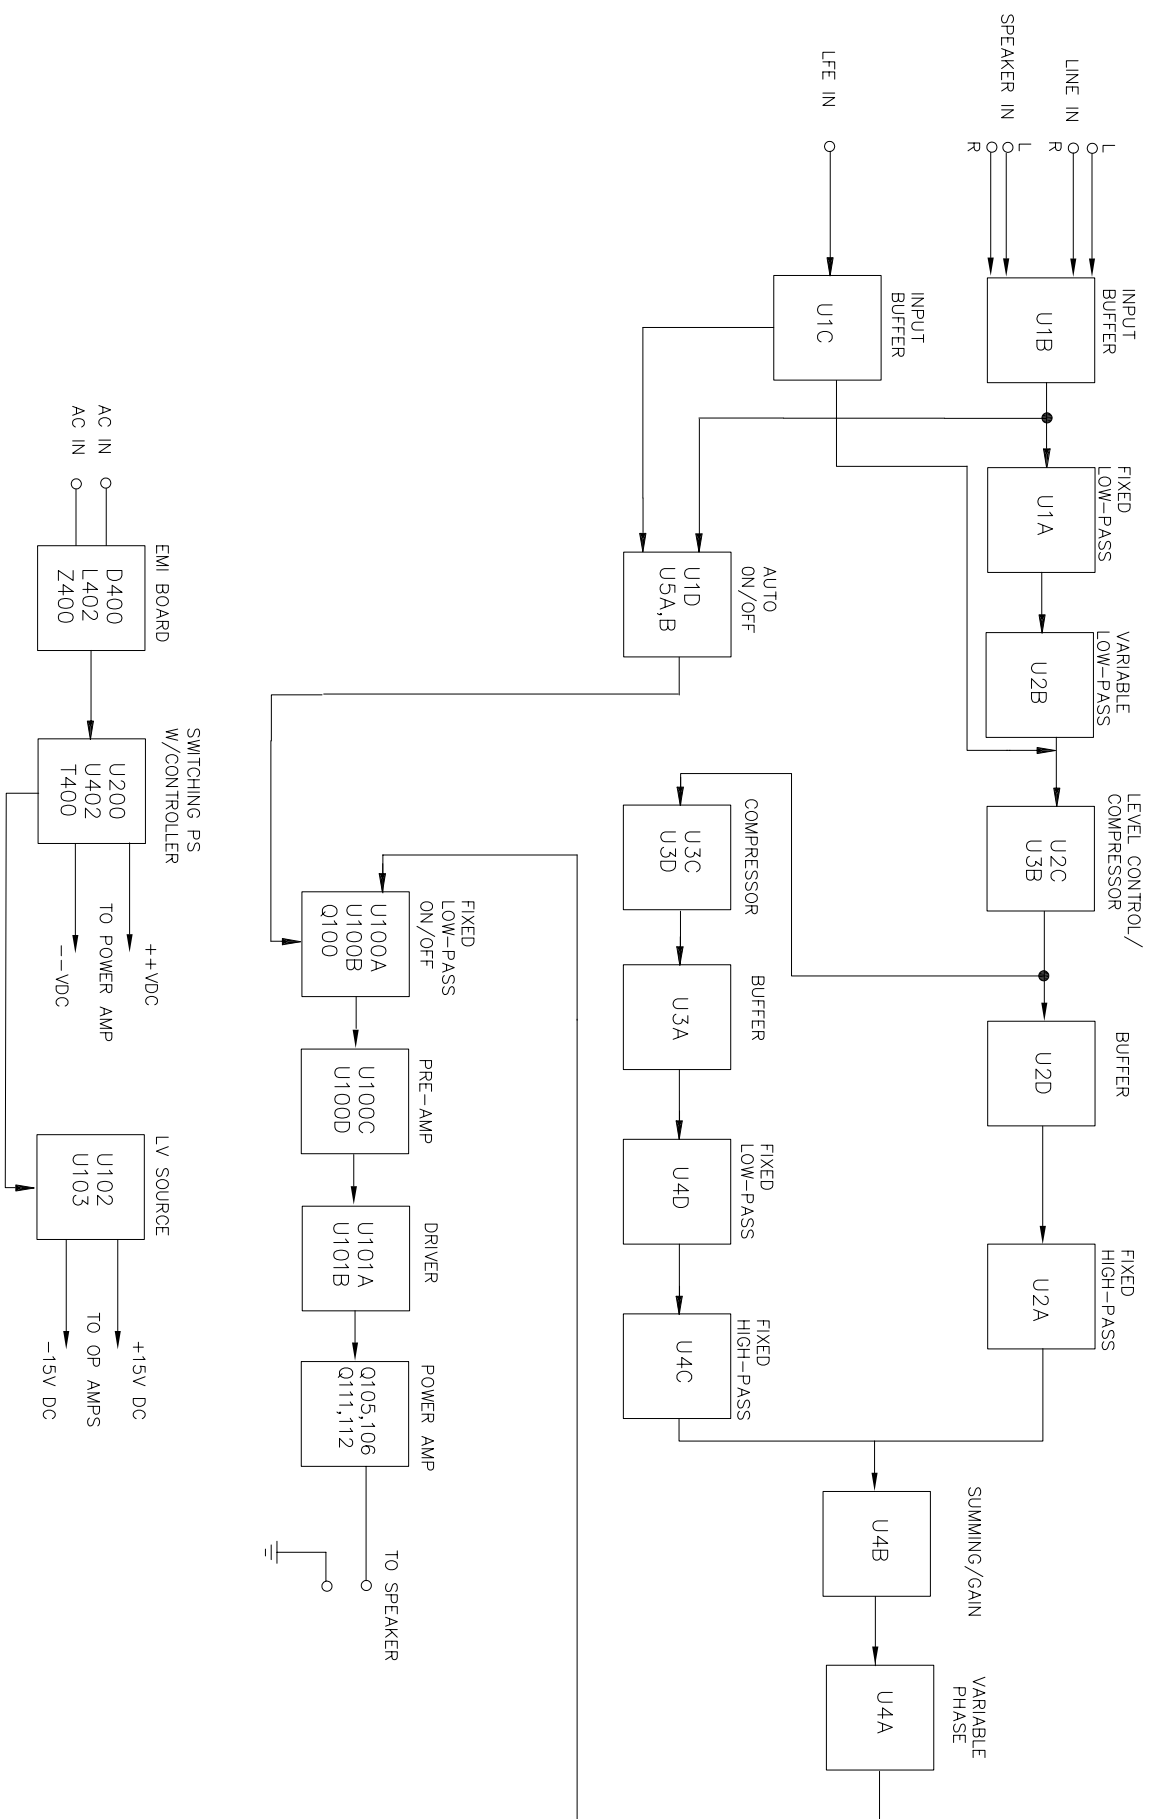 LINE IN
L
R
SPEAKER IN
L
R
INPUT
BUFFER
U1B
FIXED
LOW-PASS
U1A
VARIABLE
LOW-PASS
U2B
LEVEL CONTROL/
COMPRESSOR
U2C
U3B
BUFFER
U2D
FIXED
HIGH-PASS
U2A
LFE IN
INPUT
BUFFER
U1C
SUMMING/GAIN
U4B
VARIABLE
PHASE
U4A
AUTO
ON/OFF
U1D
U5A,B
COMPRESSOR
U3C
U3D
BUFFER
U3A
FIXED
LOW-PASS
U4D
FIXED
HIGH-PASS
U4C
FIXED
LOW-PASS
ON/OFF
U100A
U100B
Q100
PRE-AMP
U100C
U100D
DRIVER
U101A
U101B
POWER AMP
Q105,106
Q111,112
TO SPEAKER
AC IN
AC IN
EMI BOARD
D400
L402
Z400
SWITCHING PS
W/CONTROLLER
U200
U402
T400
++VDC
TO POWER AMP
--VDC
LV SOURCE
U102
U103
+15V DC
TO OP AMPS
-15V DC